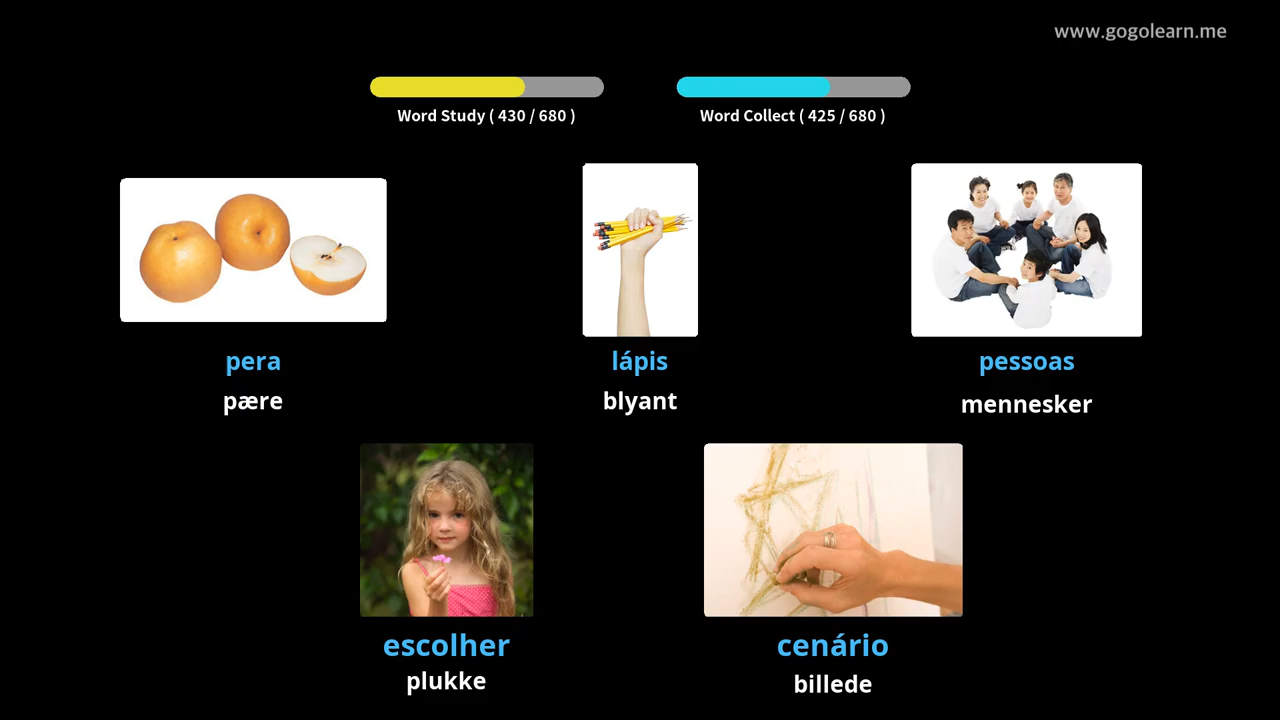 www.gogolearn.me
Word Study ( 430 / 680 )
Word Collect ( 425 / 680 )
pera
lápis
pessoas
pære
blyant
mennesker
escolher
cenário
plukke
billede